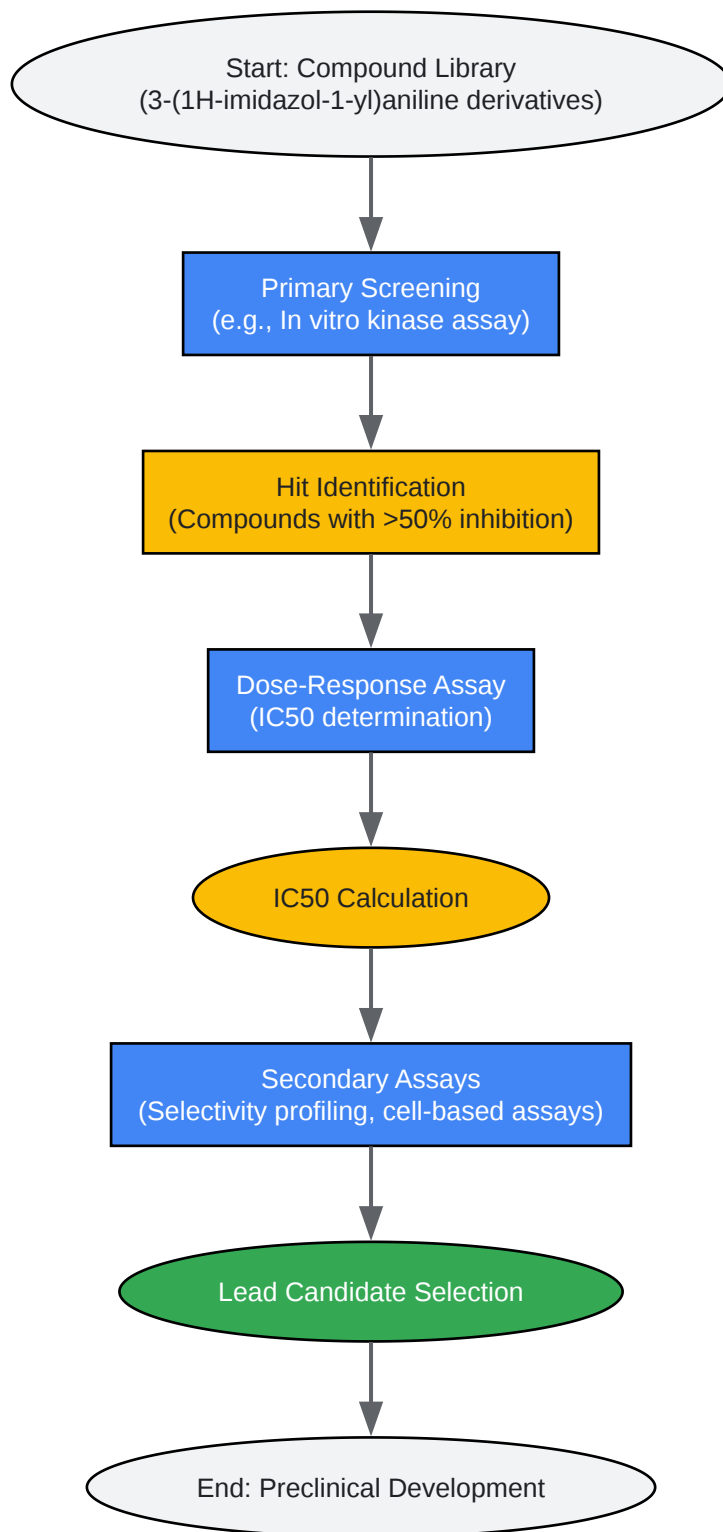 Start: Compound Library
(3-(1H-imidazol-1-yl)aniline derivatives)
Primary Screening
(e.g., In vitro kinase assay)
Hit Identification
(Compounds with >50% inhibition)
Dose-Response Assay
(IC50 determination)
IC50 Calculation
Secondary Assays
(Selectivity profiling, cell-based assays)
Lead Candidate Selection
End: Preclinical Development